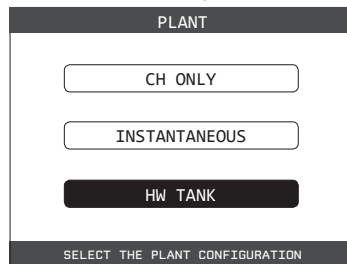 PLANT
CH ONLY
INSTANTANEOUS
HW TANK
SELECT THE PLANT CONFIGURATION